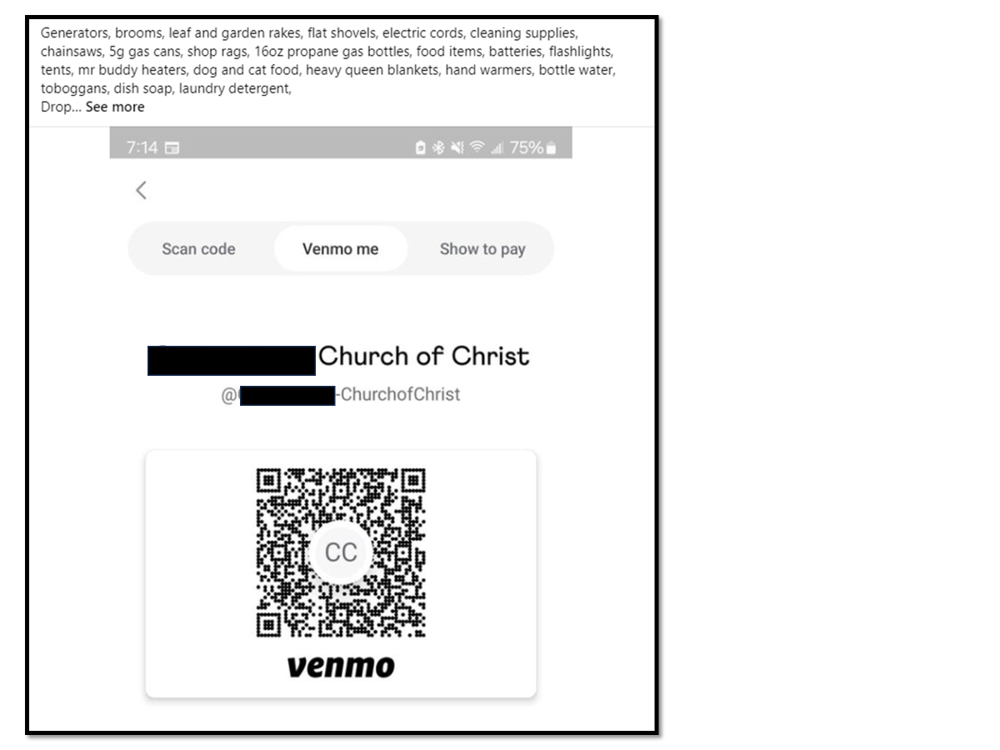 Generators, brooms, leaf and garden rakes, flat shovels, electric cords, cleaning supplies,
chainsaws, 5g gas cans, shop rags, 16oz propane gas bottles, food items, batteries, flashlights,
tents, mr buddy heaters, dog and cat food, heavy queen blankets, hand warmers, bottle water,
toboggans, dish soap, laundry detergent,
Drop... See more
7:14 75%
Scan code Venmo me Show to pay
Church of Christ
@ -ChurchofChrist
CC
venmo